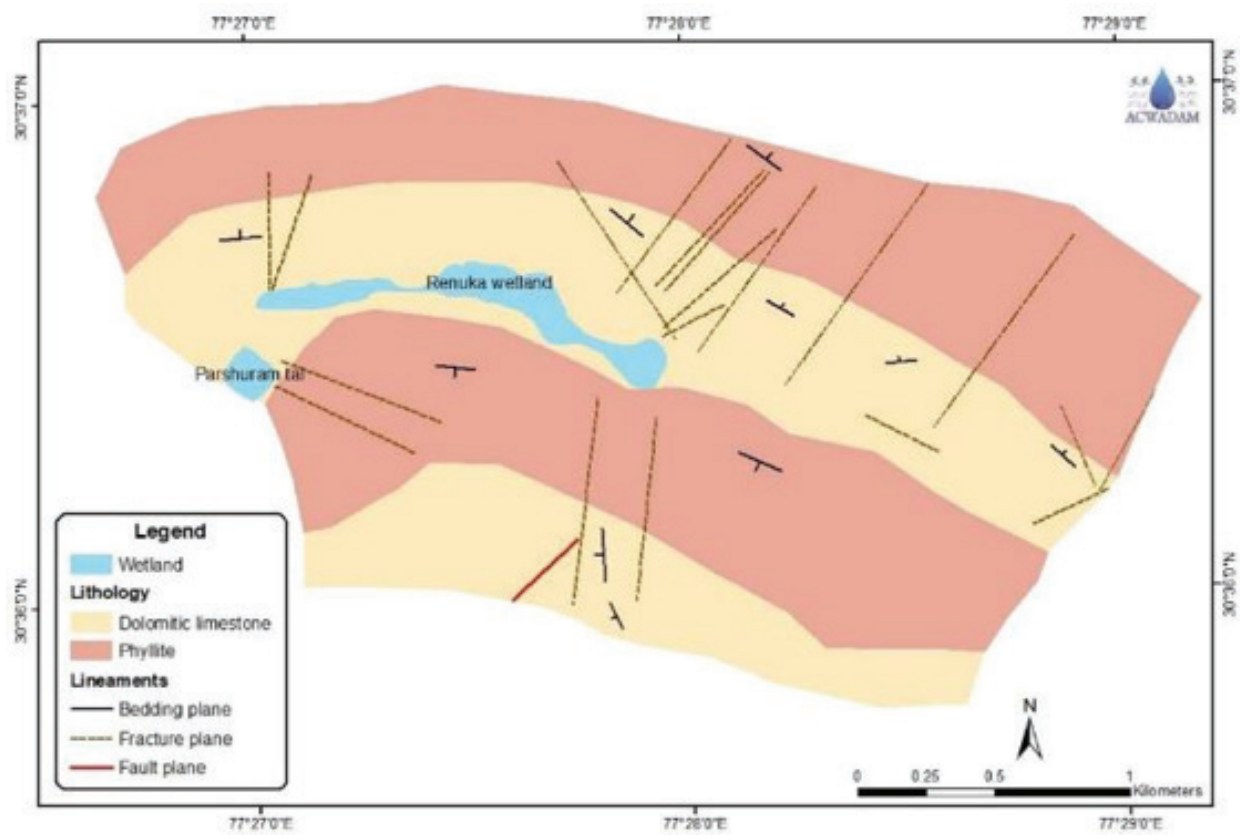 77°27'0"E 77°28'0"E 77°29'0"E
30°37'0"N 30°37'0"N
ACWADAM
Renuka wetland
Parshuram tal
Legend
Wetland
Lithology
Dolomitic limestone
Phyllite
Lineaments
Bedding plane
Fracture plane
Fault plane
30°36'0"N 30°36'0"N
N
0 0.25 0.5 1
Kilometers
77°27'0"E 77°28'0"E 77°29'0"E